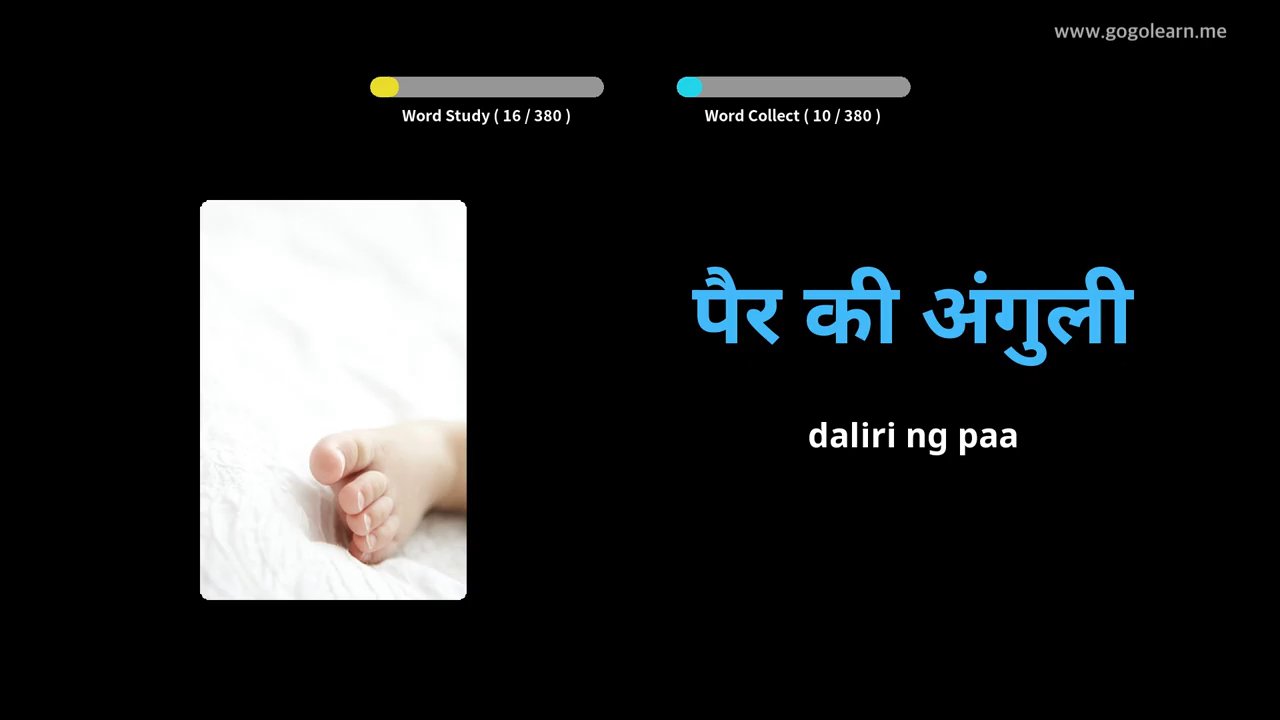 www.gogolearn.me
Word Study ( 16 / 380 )
Word Collect ( 10 / 380 )
पैर की अंगुली
daliri ng paa